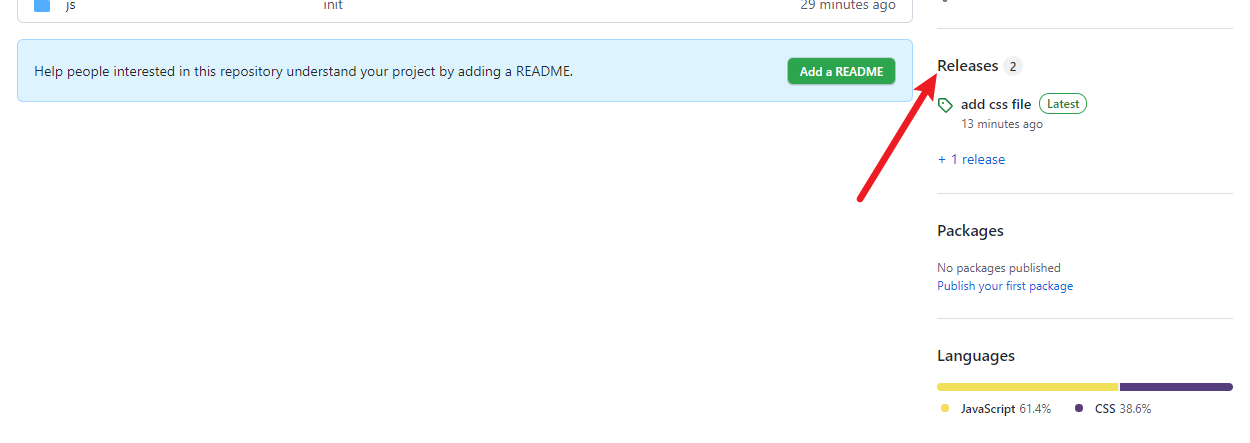 js init 29 minutes ago
Help people interested in this repository understand your project by adding a README. Add a README
Releases 2
add css file Latest
13 minutes ago
+ 1 release
Packages
No packages published
Publish your first package
Languages
JavaScript 61.4% CSS 38.6%